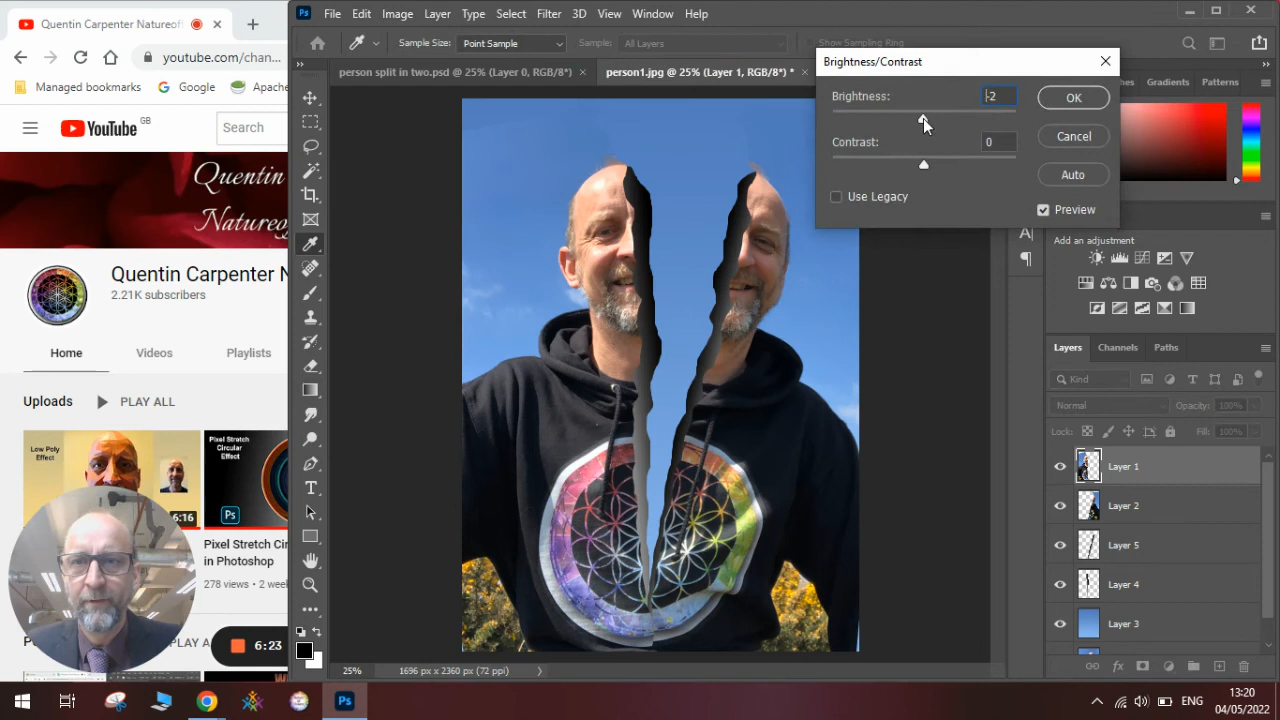 Quentin Carpenter Natureof
youtube.com/chan...
Managed bookmarks
Google
YouTube GB
Search
Quentin
Natureof
Quentin Carpenter N
2.21K subscribers
Home
Videos
Playlists
Uploads
PLAY ALL
Low Poly
Effect
6:16
Pixel Stretch
Circular
Effect
Ps
Pixel Stretch Cir
in Photoshop
278 views • 2 week
6:23
Ps
File
Edit
Image
Layer
Type
Select
Filter
3D
View
Window
Help
Sample Size:
Point Sample
Sample:
All Layers
Show Sampling Ring
person split in two.psd @ 25% (Layer 0, RGB/8*)
person1.jpg @ 25% (Layer 1, RGB/8*) *
Brightness/Contrast
Brightness:
-2
OK
Contrast:
0
Cancel
Auto
Use Legacy
Preview
Gradients
Patterns
Add an adjustment
Layers
Channels
Paths
Kind
Normal
Opacity:
100%
Lock:
Fill:
100%
Layer 1
Layer 2
Layer 5
Layer 4
Layer 3
25%
1696 px x 2360 px (72 ppi)
Ps
ENG
13:20
04/05/2022